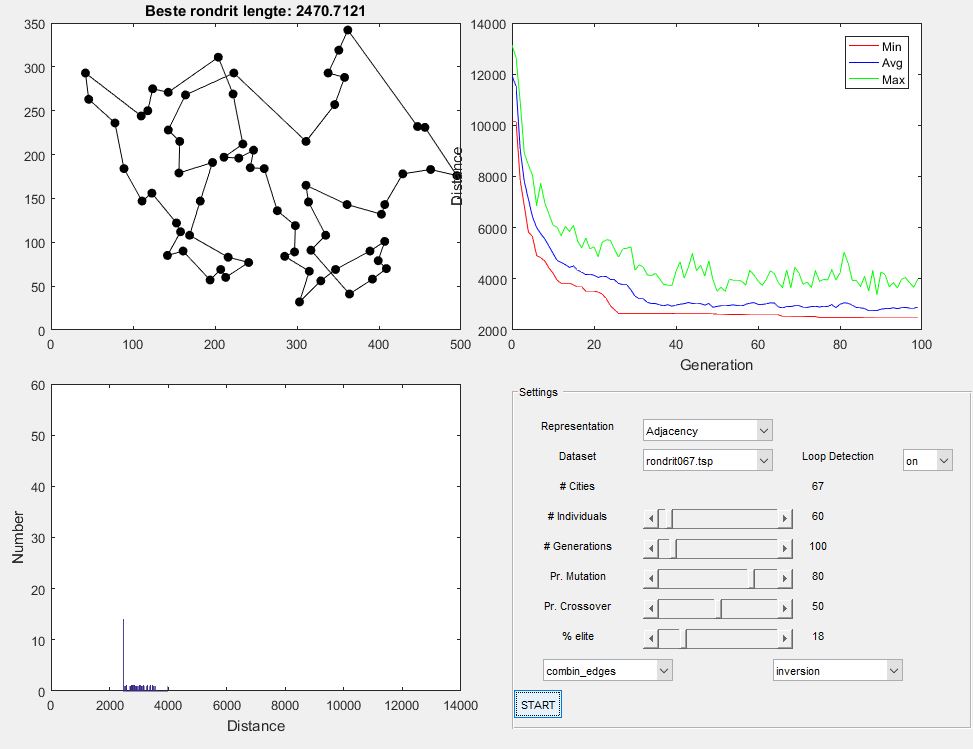 Beste rondrit lengte: 2470.7121
350
300
250
200
150
100
50
0
0 100 200 300 400 500
14000
12000
10000
8000
6000
4000
2000
Distance
Min
Avg
Max
0 20 40 60 80 100
Generation
60
50
40
30
20
10
0
Number
0 2000 4000 6000 8000 10000 12000 14000
Distance
Settings
Representation Adjacency
Dataset rondrit067.tsp Loop Detection on
# Cities 67
# Individuals 60
# Generations 100
Pr. Mutation 80
Pr. Crossover 50
% elite 18
combin_edges inversion
START